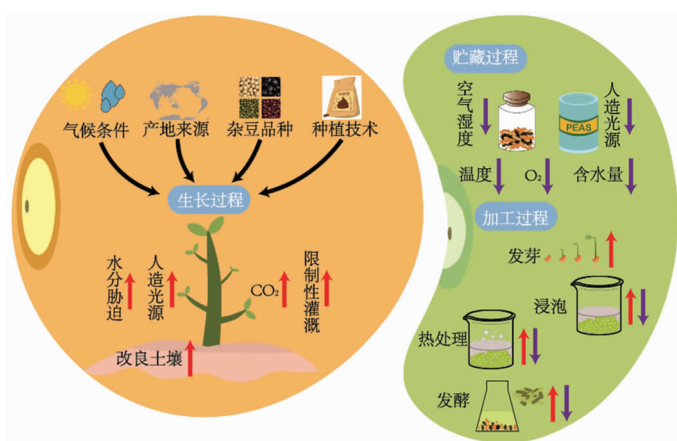 气候条件
产地来源
杂豆品种
种植技术
生长过程
水分胁迫
人造光源
CO₂
限制性灌溉
改良土壤
贮藏过程
空气湿度
PEAS
人造光源
温度
O₂
含水量
加工过程
发芽
浸泡
热处理
发酵